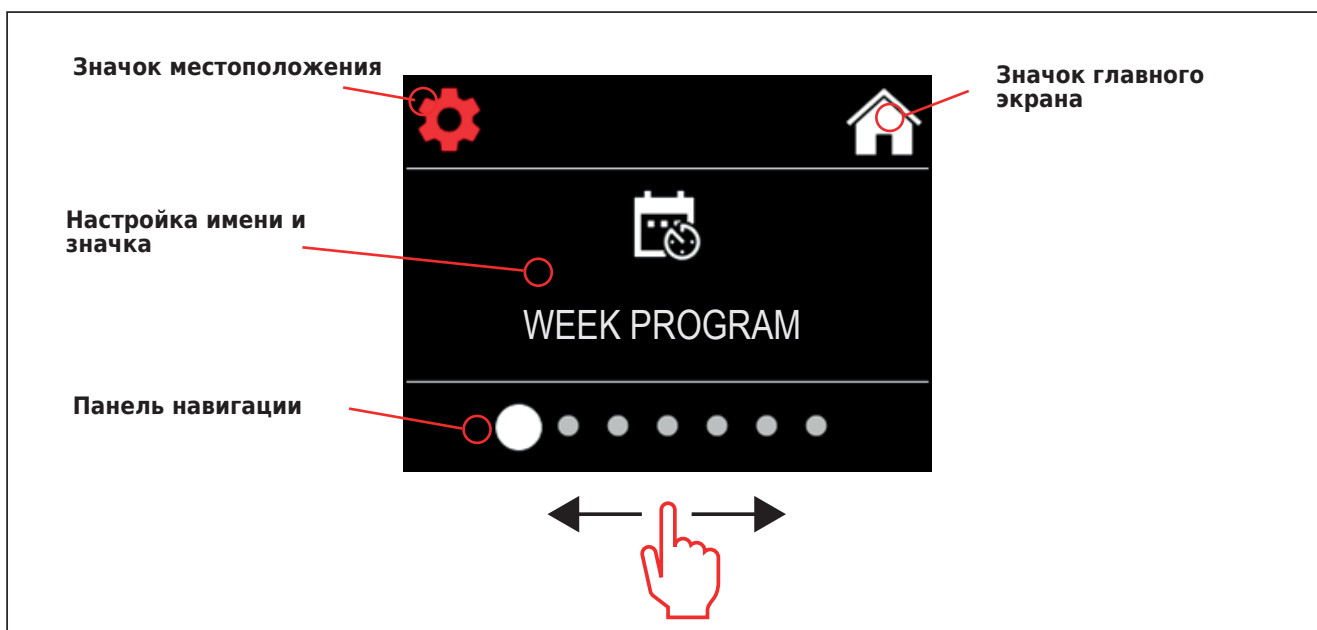 Значок местоположения
Значок главного
экрана
Настройка имени и
значка
WEEK PROGRAM
Панель навигации